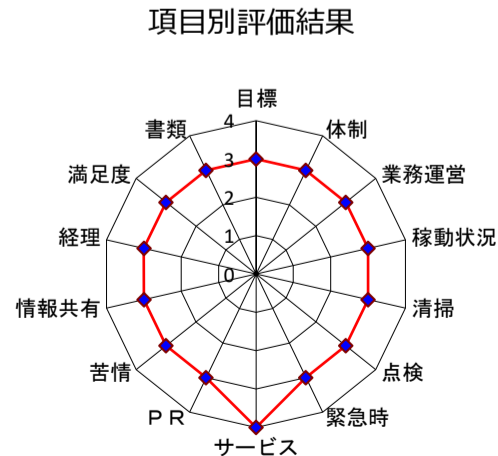 項目別評価結果
目標
体制
業務運営
稼動状況
清掃
点検
緊急時
サービス
ＰＲ
苦情
情報共有
経理
満足度
書類
4
3
2
1
0